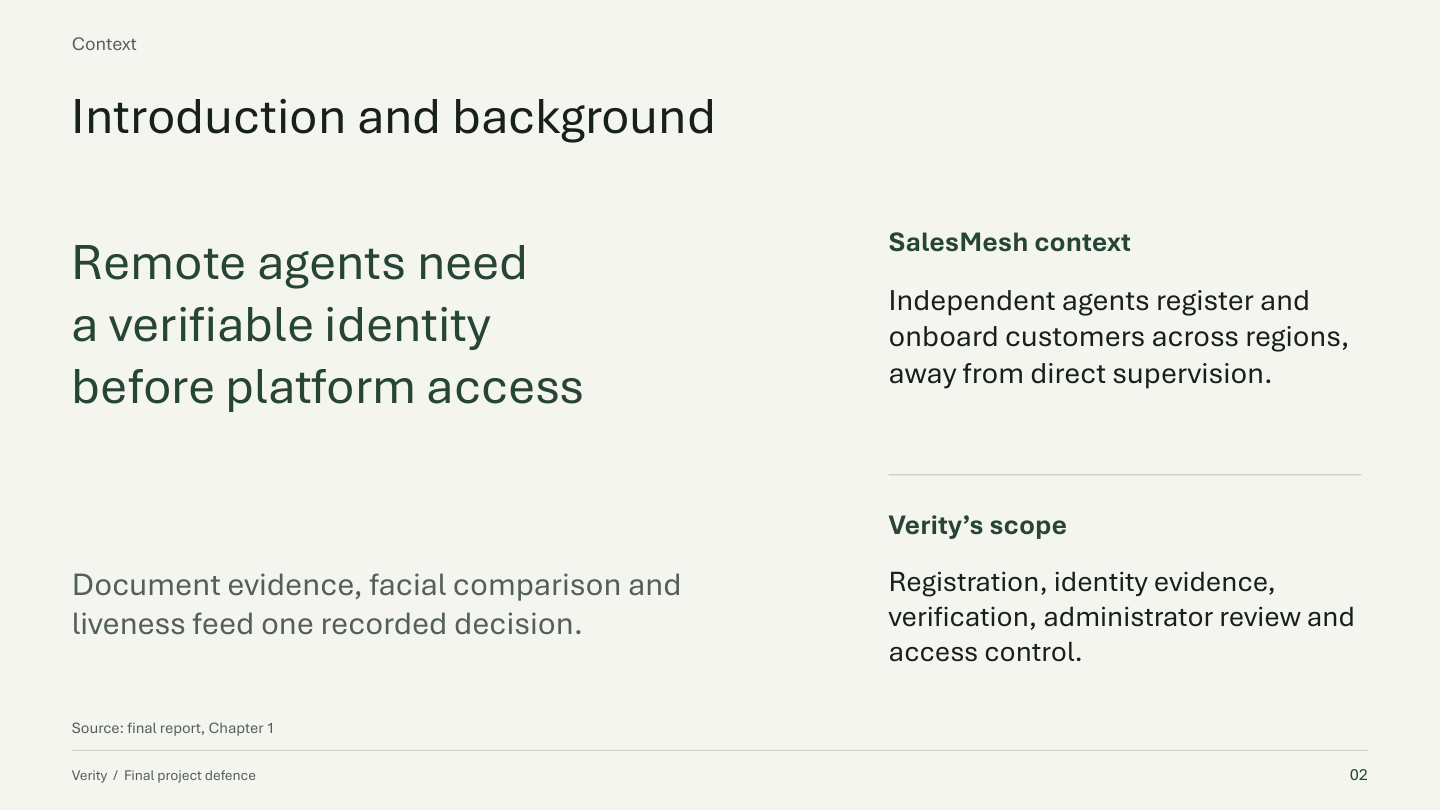 Context
Introduction and background
Remote agents need
a verifiable identity
before platform access
Document evidence, facial comparison and
liveness feed one recorded decision.
SalesMesh context
Independent agents register and
onboard customers across regions,
away from direct supervision.
Verity’s scope
Registration, identity evidence,
verification, administrator review and
access control.
Source: final report, Chapter 1
Verity / Final project defence
02